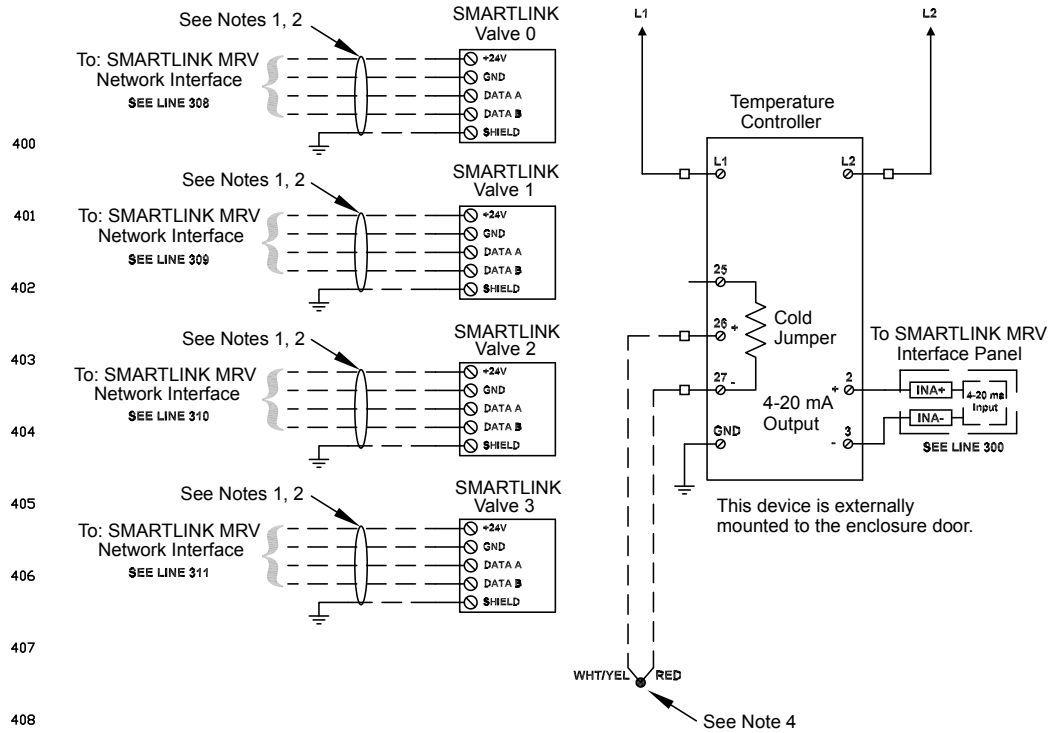 See Notes 1, 2
SMARTLINK
Valve 0
To: SMARTLINK MRV
Network Interface
SEE LINE 308
+24V
GND
DATA A
DATA B
SHIELD
400
See Notes 1, 2
SMARTLINK
Valve 1
401
To: SMARTLINK MRV
Network Interface
SEE LINE 309
+24V
GND
DATA A
DATA B
SHIELD
402
See Notes 1, 2
SMARTLINK
Valve 2
403
To: SMARTLINK MRV
Network Interface
SEE LINE 310
+24V
GND
DATA A
DATA B
SHIELD
404
405
See Notes 1, 2
SMARTLINK
Valve 3
To: SMARTLINK MRV
Network Interface
SEE LINE 311
+24V
GND
DATA A
DATA B
SHIELD
406
407
408
L1
L2
Temperature
Controller
L1
L2
25
26 +
27 -
GND
Cold
Jumper
4-20 mA
Output
+ 2
- 3
To SMARTLINK MRV
Interface Panel
INA+
INA-
4-20 ma
Input
SEE LINE 300
This device is externally
mounted to the enclosure door.
WHT/YEL
RED
See Note 4